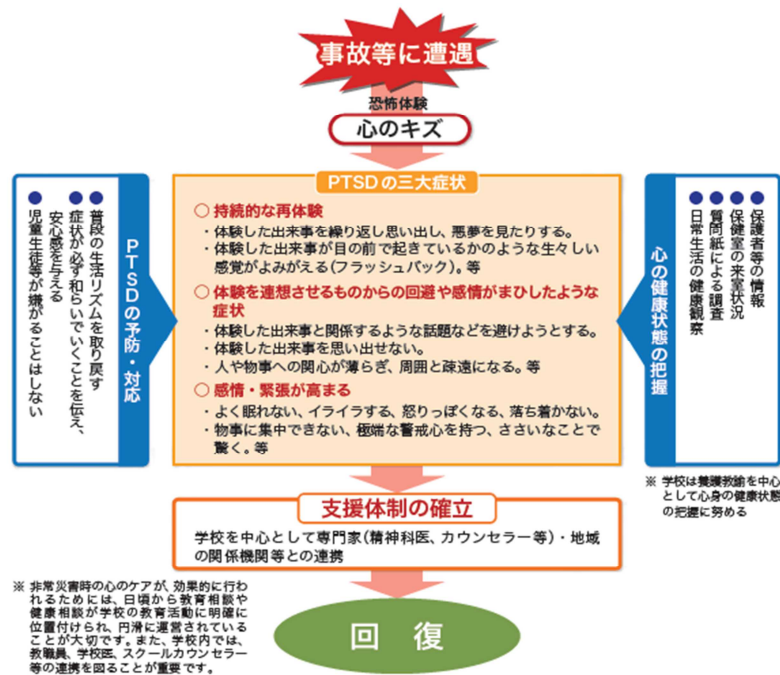 事故等に遭遇
恐怖体験
心のキズ
PTSDの予防・対応
● 普段の生活リズムを取り戻す
● 症状が必ず和らいでいくことを伝え、
安心感を与える
● 児童生徒等が嫌がることはしない
PTSDの三大症状
○ 持続的な再体験
・体験した出来事を繰り返し思い出し、悪夢を見たりする。
・体験した出来事が目の前で起きているかのような生々しい
感覚がよみがえる(フラッシュバック)。等
○ 体験を連想させるものからの回避や感情がまひしたような
症状
・体験した出来事と関係するような話題などを避けようとする。
・体験した出来事を思い出せない。
・人や物事への関心が薄らぎ、周囲と疎遠になる。等
○ 感情・緊張が高まる
・よく眠れない、イライラする、怒りっぽくなる、落ち着かない。
・物事に集中できない、極端な警戒心を持つ、ささいなことで
驚く。等
心の健康状態の把握
● 保護者等の情報
● 保健室の来室状況
● 質問紙による調査
● 日常生活の健康観察
※ 学校は養護教諭を中心
として心身の健康状態
の把握に努める
支援体制の確立
学校を中心として専門家(精神科医、カウンセラー等)・地域
の関係機関等との連携
※ 非常災害時の心のケアが、効果的に行わ
れるためには、日頃から教育相談や
健康相談が学校の教育活動に明確に
位置付けられ、円滑に運営されている
ことが大切です。また、学校内では、
教職員、学校医、スクールカウンセラー
等の連携を図ることが重要です。
回復